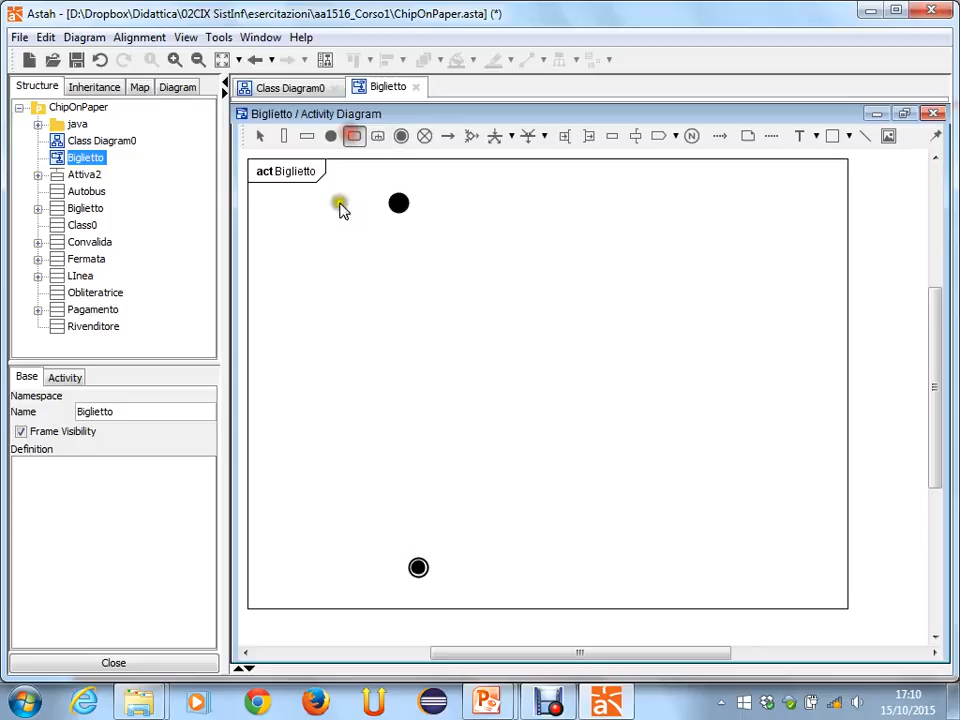 Astah - [D:\Dropbox\Didattica\02CIX SistInf\esercitazioni\aa1516_Corso1\ChipOnPaper.asta] (*)
File Edit Diagram Alignment View Tools Window Help
Structure Inheritance Map Diagram
Class Diagram0 Biglietto
ChipOnPaper
java
Class Diagram0
Biglietto
Attiva2
Autobus
Biglietto
Class0
Convalida
Fermata
LInea
Obliteratrice
Pagamento
Rivenditore
Biglietto / Activity Diagram
N
T
act Biglietto
Base Activity
Namespace
Name Biglietto
Frame Visibility
Definition
Close
17:10
15/10/2015